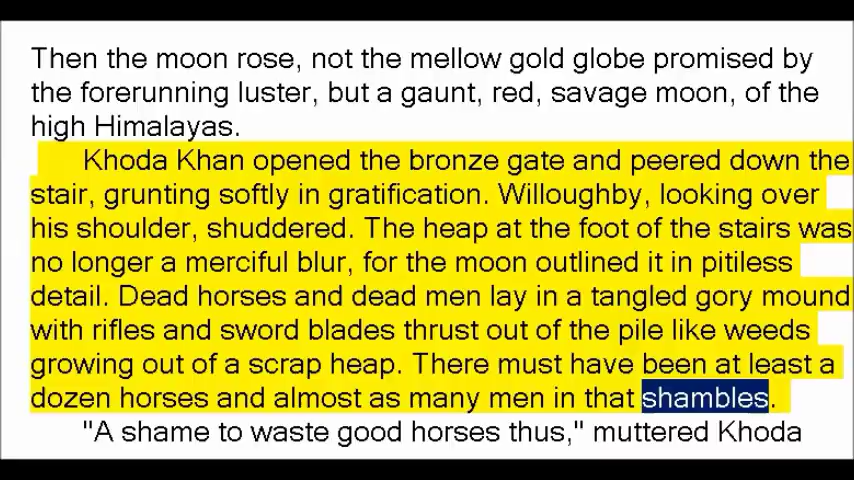 Then the moon rose, not the mellow gold globe promised by
the forerunning luster, but a gaunt, red, savage moon, of the
high Himalayas.
Khoda Khan opened the bronze gate and peered down the
stair, grunting softly in gratification. Willoughby, looking over
his shoulder, shuddered. The heap at the foot of the stairs was
no longer a merciful blur, for the moon outlined it in pitiless
detail. Dead horses and dead men lay in a tangled gory mound
with rifles and sword blades thrust out of the pile like weeds
growing out of a scrap heap. There must have been at least a
dozen horses and almost as many men in that shambles.
"A shame to waste good horses thus," muttered Khoda